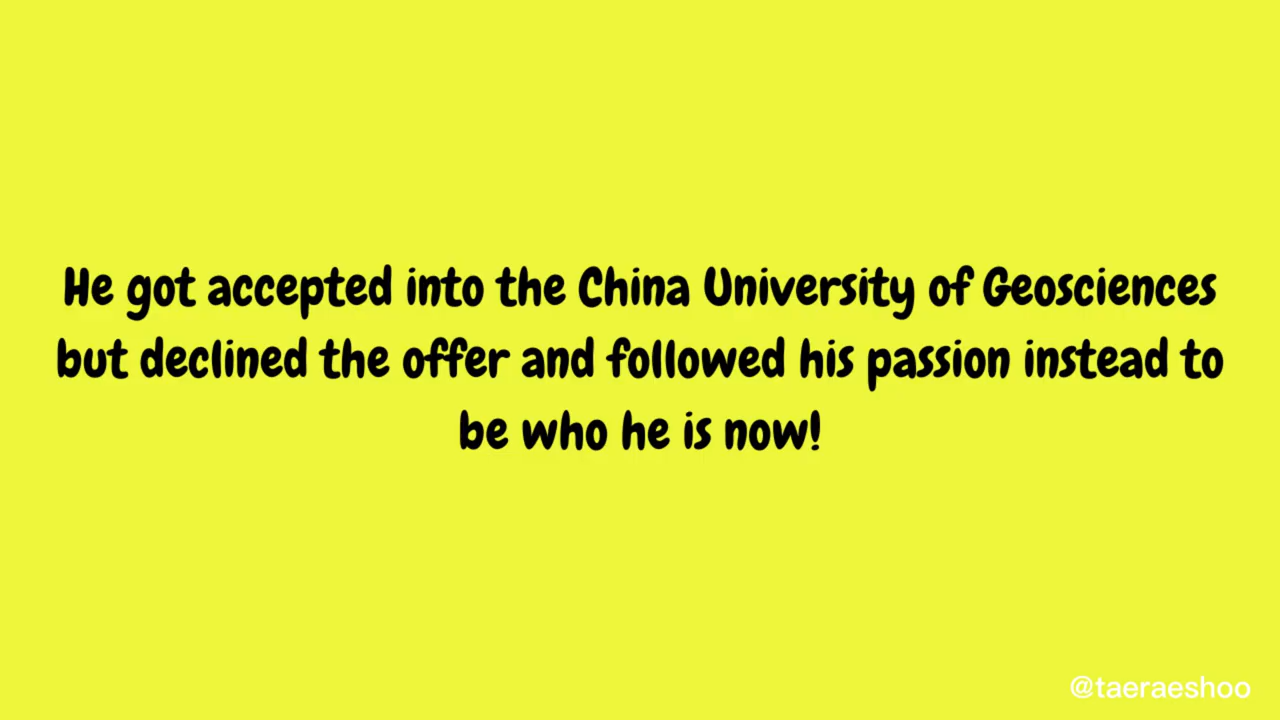 He got accepted into the China University of Geosciences
but declined the offer and followed his passion instead to
be who he is now!
@taeraeshoo